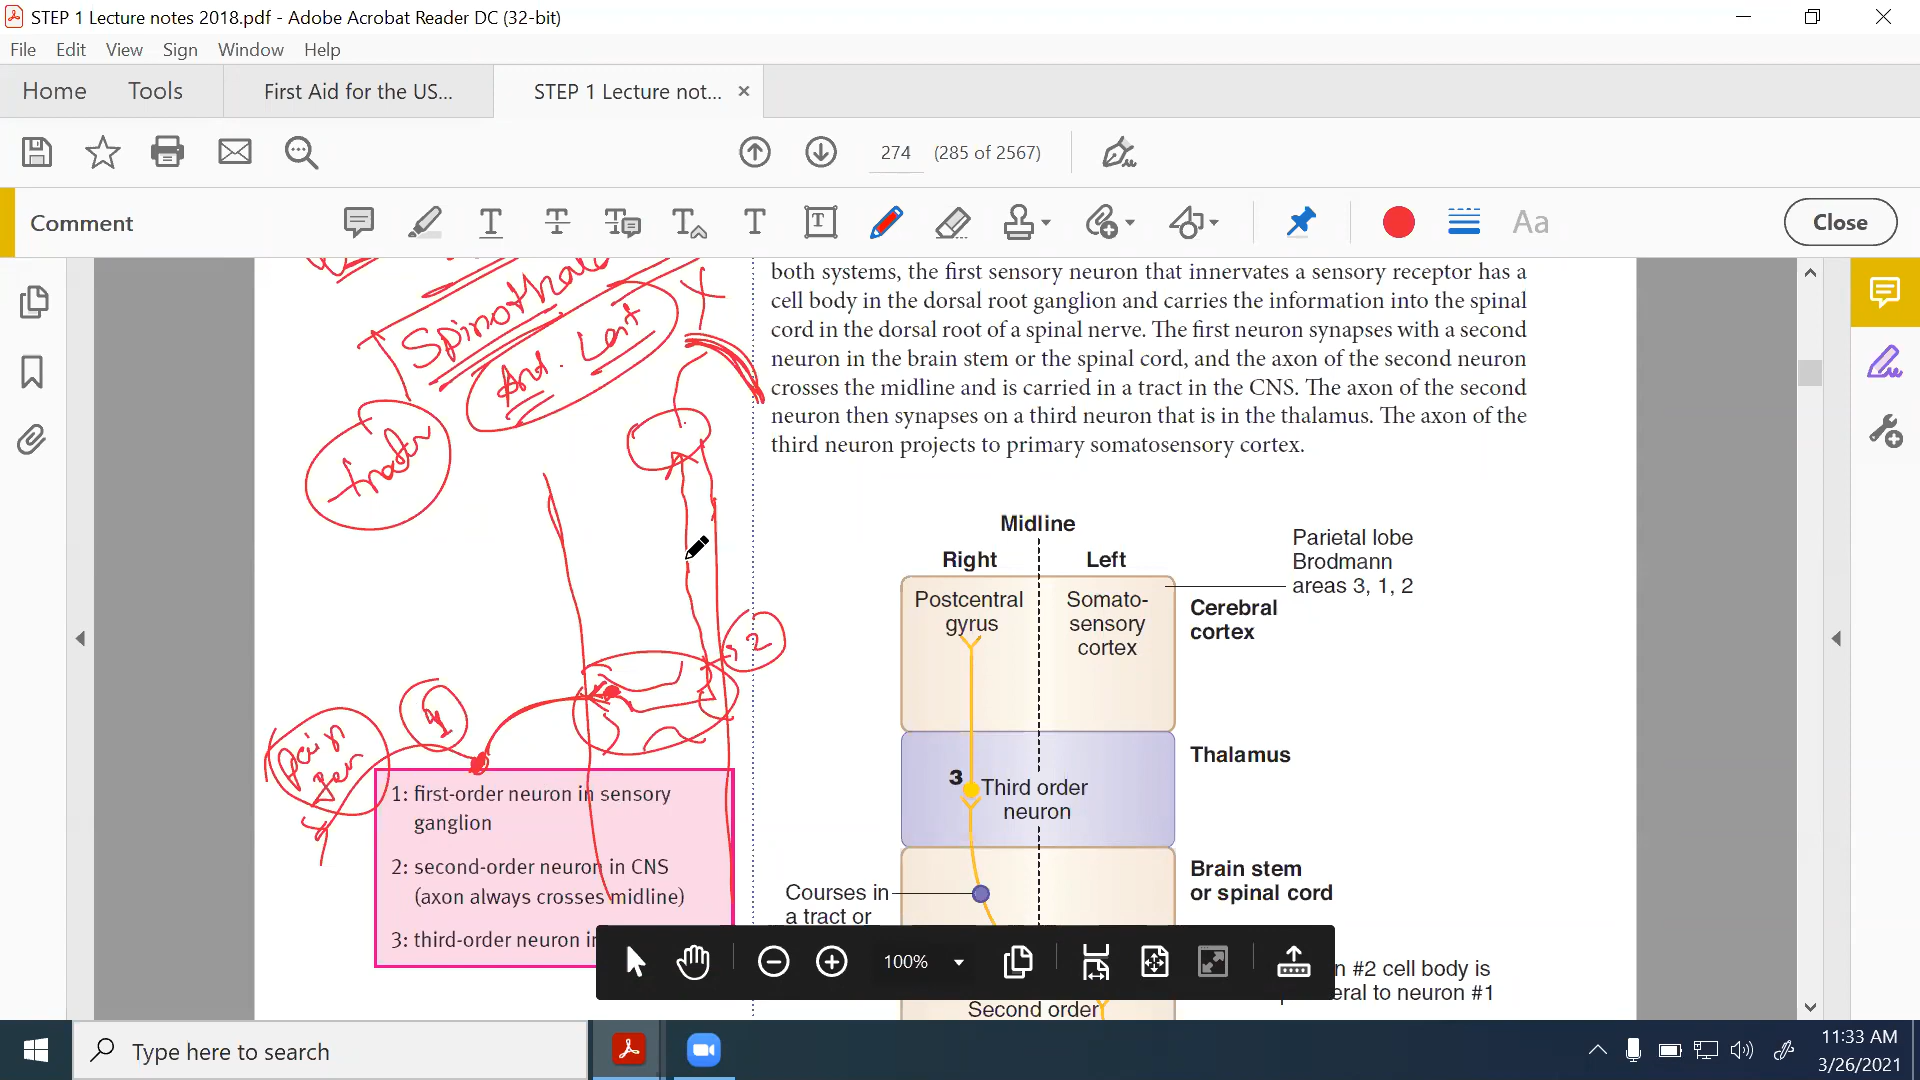 STEP 1 Lecture notes 2018.pdf - Adobe Acrobat Reader DC (32-bit)
File Edit View Sign Window Help
Home Tools First Aid for the US... STEP 1 Lecture not... ×
274 (285 of 2567)
Comment
Aa
Close
Spinothala
Ant. Lat
both systems, the first sensory neuron that innervates a sensory receptor has a
cell body in the dorsal root ganglion and carries the information into the spinal
cord in the dorsal root of a spinal nerve. The first neuron synapses with a second
neuron in the brain stem or the spinal cord, and the axon of the second neuron
crosses the midline and is carried in a tract in the CNS. The axon of the second
neuron then synapses on a third neuron that is in the thalamus. The axon of the
third neuron projects to primary somatosensory cortex.
2
1
pain
1: first-order neuron in sensory
ganglion
2: second-order neuron in CNS
(axon always crosses midline)
3: third-order neuron in
Midline
Right Left
Parietal lobe
Brodmann
areas 3, 1, 2
Postcentral
gyrus
Somato-
sensory
cortex
Cerebral
cortex
Thalamus
3
Third order
neuron
Brain stem
or spinal cord
Courses in
a tract or
n #2 cell body is
eral to neuron #1
Second order
100%
Type here to search
11:33 AM
3/26/2021